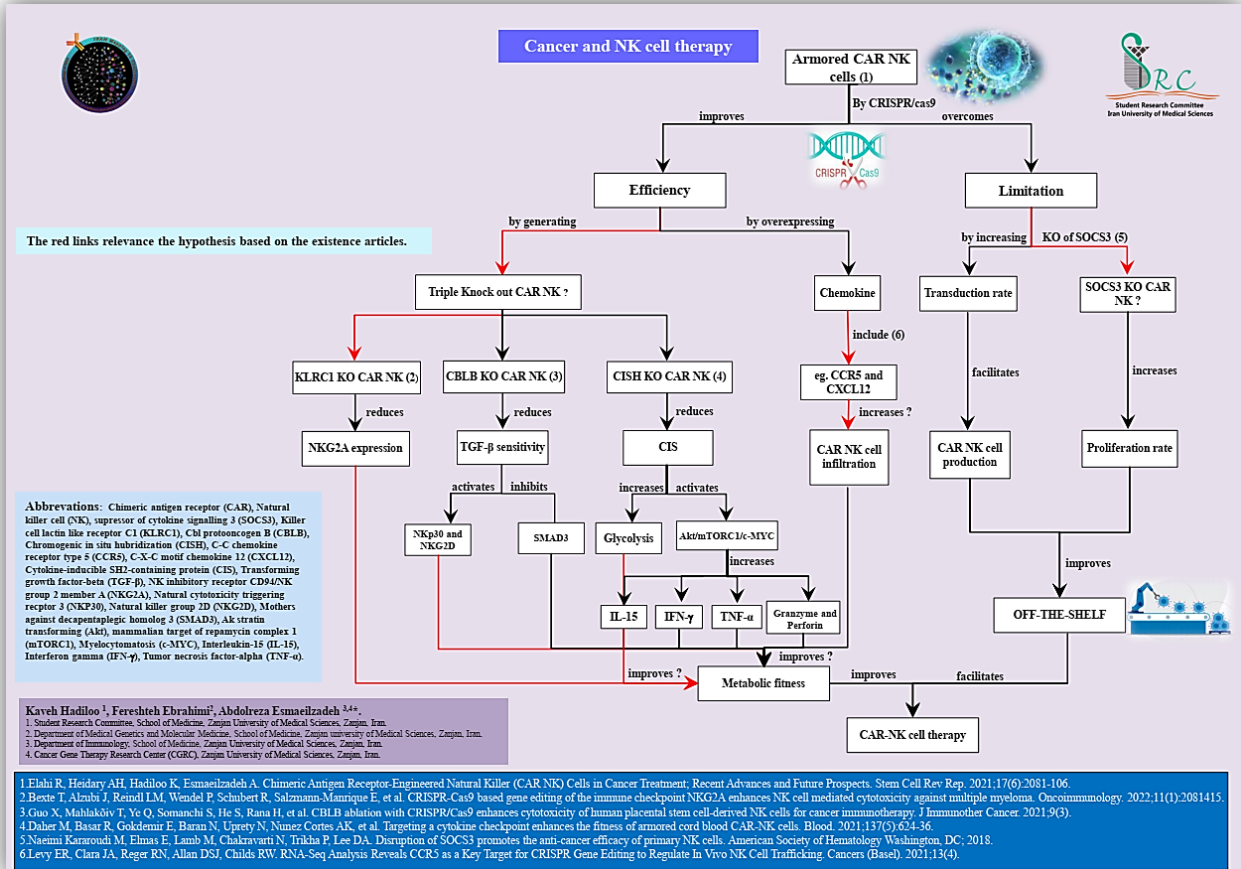 Cancer and NK cell therapy
Armored CAR NK
cells (1)
SRC
Student Research Committee
Iran University of Medical Sciences
By CRISPR/cas9
improves
overcomes
CRISPR Cas9
Efficiency
Limitation
by generating
by overexpressing
by increasing
KO of SOCS3 (5)
The red links relevance the hypothesis based on the existence articles.
Triple Knock out CAR NK ?
Chemokine
Transduction rate
SOCS3 KO CAR
NK ?
include (6)
KLRC1 KO CAR NK (2)
CBLB KO CAR NK (3)
CISH KO CAR NK (4)
eg. CCR5 and
CXCL12
facilitates
increases
reduces
reduces
reduces
increases ?
NKG2A expression
TGF-β sensitivity
CIS
CAR NK cell
infiltration
CAR NK cell
production
Proliferation rate
activates
inhibits
increases
activates
NKp30 and
NKG2D
SMAD3
Glycolysis
Akt/mTORC1/c-MYC
increases
improves
IL-15
IFN-γ
TNF-α
Granzyme and
Perforin
OFF-THE-SHELF
improves ?
improves ?
Metabolic fitness
improves
facilitates
CAR-NK cell therapy
Abbrevations: Chimeric antigen receptor (CAR), Natural
killer cell (NK), supressor of cytokine signalling 3 (SOCS3), Killer
cell lactin like receptor C1 (KLRC1), Cbl protooncogen B (CBLB),
Chromogenic in situ hubridization (CISH), C-C chemokine
receptor type 5 (CCR5), C-X-C motif chemokine 12 (CXCL12),
Cytokine-inducible SH2-containing protein (CIS), Transforming
growth factor-beta (TGF-β), NK inhibitory receptor CD94/NK
group 2 member A (NKG2A), Natural cytotoxicity triggering
recptor 3 (NKP30), Natural killer group 2D (NKG2D), Mothers
against decapentaplegic homolog 3 (SMAD3), Ak stratin
transforming (Akt), mammalian target of repamycin complex 1
(mTORC1), Myelocytomatosis (c-MYC), Interleukin-15 (IL-15),
Interferon gamma (IFN-γ), Tumor necrosis factor-alpha (TNF-α).
Kaveh Hadiloo 1, Fereshteh Ebrahimi2, Abdolreza Esmaeilzadeh 3,4*.
1. Student Research Committee, School of Medicine, Zanjan University of Medical Sciences, Zanjan, Iran.
2. Department of Medical Genetics and Molecular Medicine, School of Medicine, Zanjan university of Medical Sciences, Zanjan, Iran.
3. Department of Immunology, School of Medicine, Zanjan University of Medical Sciences, Zanjan, Iran.
4. Cancer Gene Therapy Research Center (CGRC), Zanjan University of Medical Sciences, Zanjan, Iran.
1.Elahi R, Heidary AH, Hadiloo K, Esmaeilzadeh A. Chimeric Antigen Receptor-Engineered Natural Killer (CAR NK) Cells in Cancer Treatment; Recent Advances and Future Prospects. Stem Cell Rev Rep. 2021;17(6):2081-106.
2.Bexte T, Alzubi J, Reindl LM, Wendel P, Schubert R, Salzmann-Manrique E, et al. CRISPR-Cas9 based gene editing of the immune checkpoint NKG2A enhances NK cell mediated cytotoxicity against multiple myeloma. Oncoimmunology. 2022;11(1):2081415.
3.Guo X, Mahlakõiv T, Ye Q, Somanchi S, He S, Rana H, et al. CBLB ablation with CRISPR/Cas9 enhances cytotoxicity of human placental stem cell-derived NK cells for cancer immunotherapy. J Immunother Cancer. 2021;9(3).
4.Daher M, Basar R, Gokdemir E, Baran N, Uprety N, Nunez Cortes AK, et al. Targeting a cytokine checkpoint enhances the fitness of armored cord blood CAR-NK cells. Blood. 2021;137(5):624-36.
5.Naeimi Kararoudi M, Elmas E, Lamb M, Chakravarti N, Trikha P, Lee DA. Disruption of SOCS3 promotes the anti-cancer efficacy of primary NK cells. American Society of Hematology Washington, DC; 2018.
6.Levy ER, Clara JA, Reger RN, Allan DSJ, Childs RW. RNA-Seq Analysis Reveals CCR5 as a Key Target for CRISPR Gene Editing to Regulate In Vivo NK Cell Trafficking. Cancers (Basel). 2021;13(4).